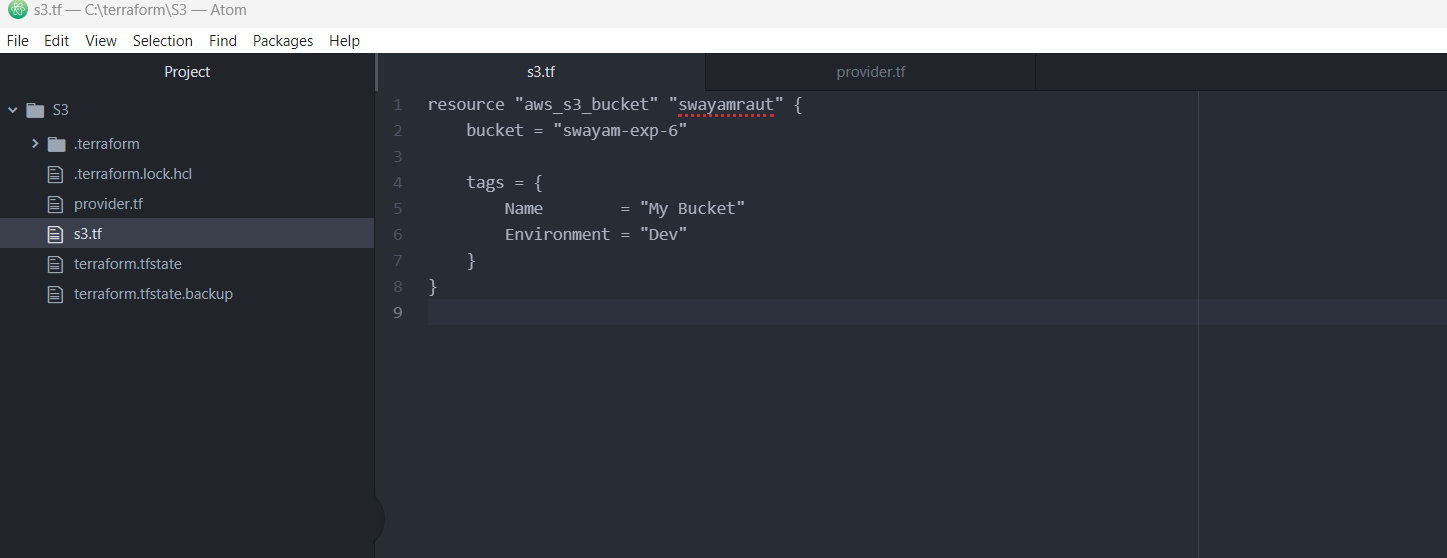 s3.tf — C:\terraform\S3 — Atom
File Edit View Selection Find Packages Help
Project
S3
.terraform
.terraform.lock.hcl
provider.tf
s3.tf
terraform.tfstate
terraform.tfstate.backup
s3.tf provider.tf
1 resource "aws_s3_bucket" "swayamraut" {
2     bucket = "swayam-exp-6"
3
4     tags = {
5         Name        = "My Bucket"
6         Environment = "Dev"
7     }
8 }
9